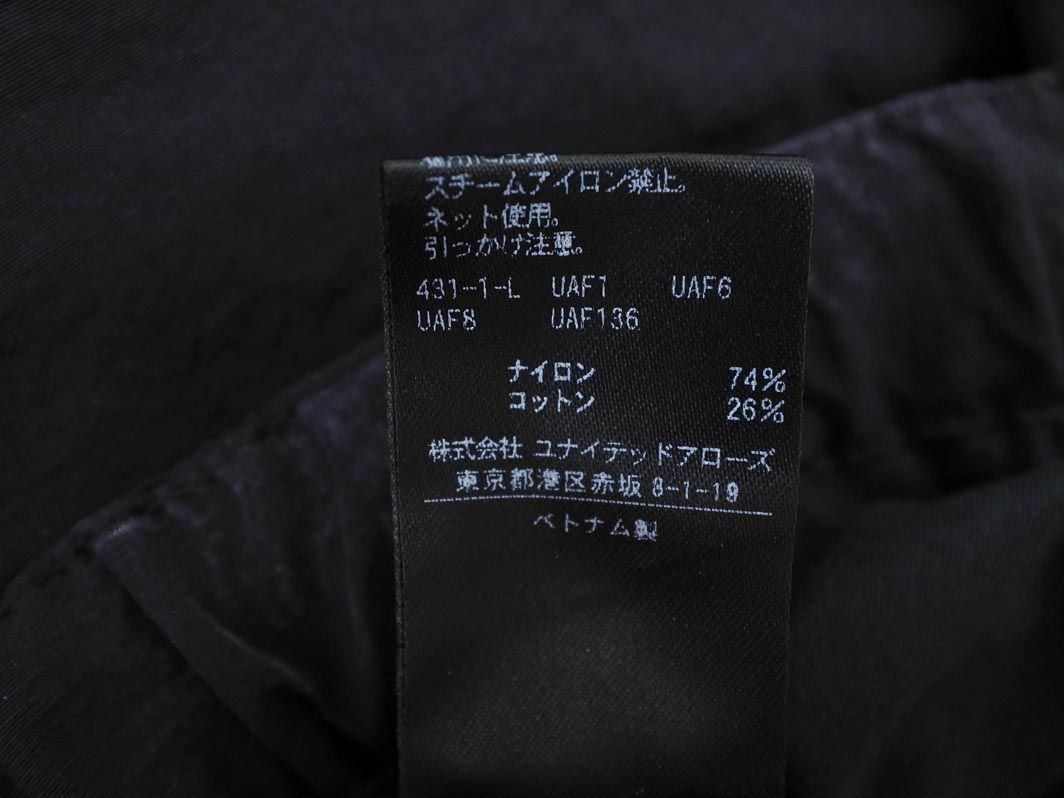 スチームアイロン禁止。
ネット使用。
引っかけ注意。
431-1-L UAF1 UAF6
UAF8 UAF136
ナイロン 74%
コットン 26%
株式会社 ユナイテッドアローズ
東京都港区赤坂 8-1-19
ベトナム製